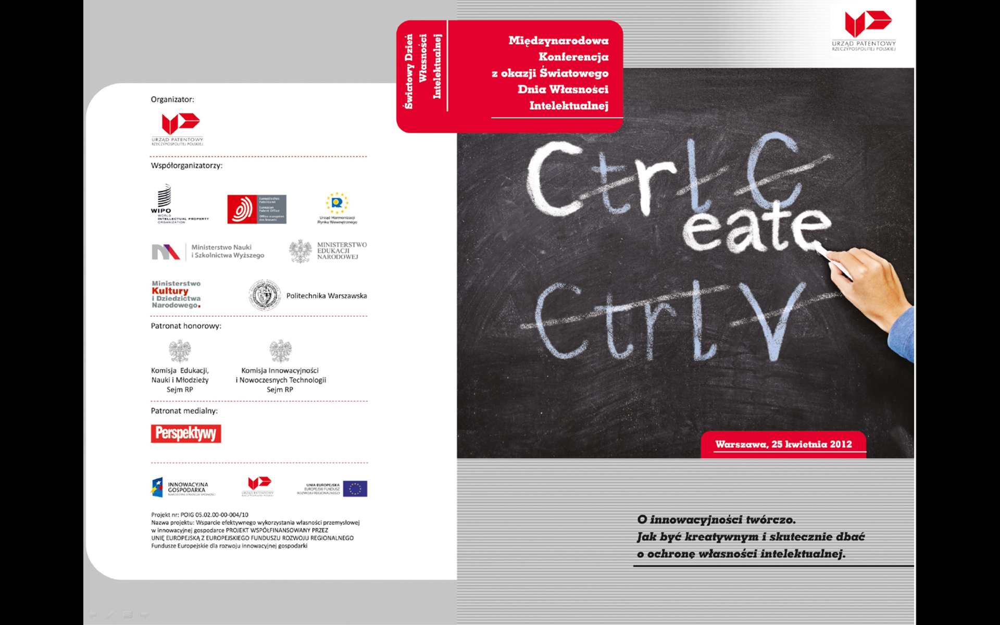 Organizator:
URZĄD PATENTOWY
RZECZYPOSPOLITEJ POLSKIEJ
Współorganizatorzy:
WIPO
WORLD
INTELLECTUAL PROPERTY
ORGANIZATION
Europäisches
Patentamt
European
Patent Office
Office européen
des brevets
Urząd Harmonizacji
Rynku Wewnętrznego
Ministerstwo Nauki
i Szkolnictwa Wyższego
MINISTERSTWO
EDUKACJI
NARODOWEJ
Ministerstwo
Kultury
i Dziedzictwa
Narodowego.
Politechnika Warszawska
Patronat honorowy:
Komisja Edukacji,
Nauki i Młodzieży
Sejm RP
Komisja Innowacyjności
i Nowoczesnych Technologii
Sejm RP
Patronat medialny:
Perspektywy
INNOWACYJNA
GOSPODARKA
NARODOWA STRATEGIA SPÓJNOŚCI
URZĄD PATENTOWY
RZECZYPOSPOLITEJ POLSKIEJ
UNIA EUROPEJSKA
EUROPEJSKI FUNDUSZ
ROZWOJU REGIONALNEGO
Projekt nr: POIG 05.02.00-00-004/10
Nazwa projektu: Wsparcie efektywnego wykorzystania własności przemysłowej
w innowacyjnej gospodarce PROJEKT WSPÓŁFINANSOWANY PRZEZ
UNIĘ EUROPEJSKĄ Z EUROPEJSKIEGO FUNDUSZU ROZWOJU REGIONALNEGO
Fundusze Europejskie dla rozwoju innowacyjnej gospodarki
Światowy Dzień
Własności
Intelektualnej
Międzynarodowa
Konferencja
z okazji Światowego
Dnia Własności
Intelektualnej
URZĄD PATENTOWY
RZECZYPOSPOLITEJ POLSKIEJ
Ctrl C
eate
Ctrl V
Warszawa, 25 kwietnia 2012
O innowacyjności twórczo.
Jak być kreatywnym i skutecznie dbać
o ochronę własności intelektualnej.